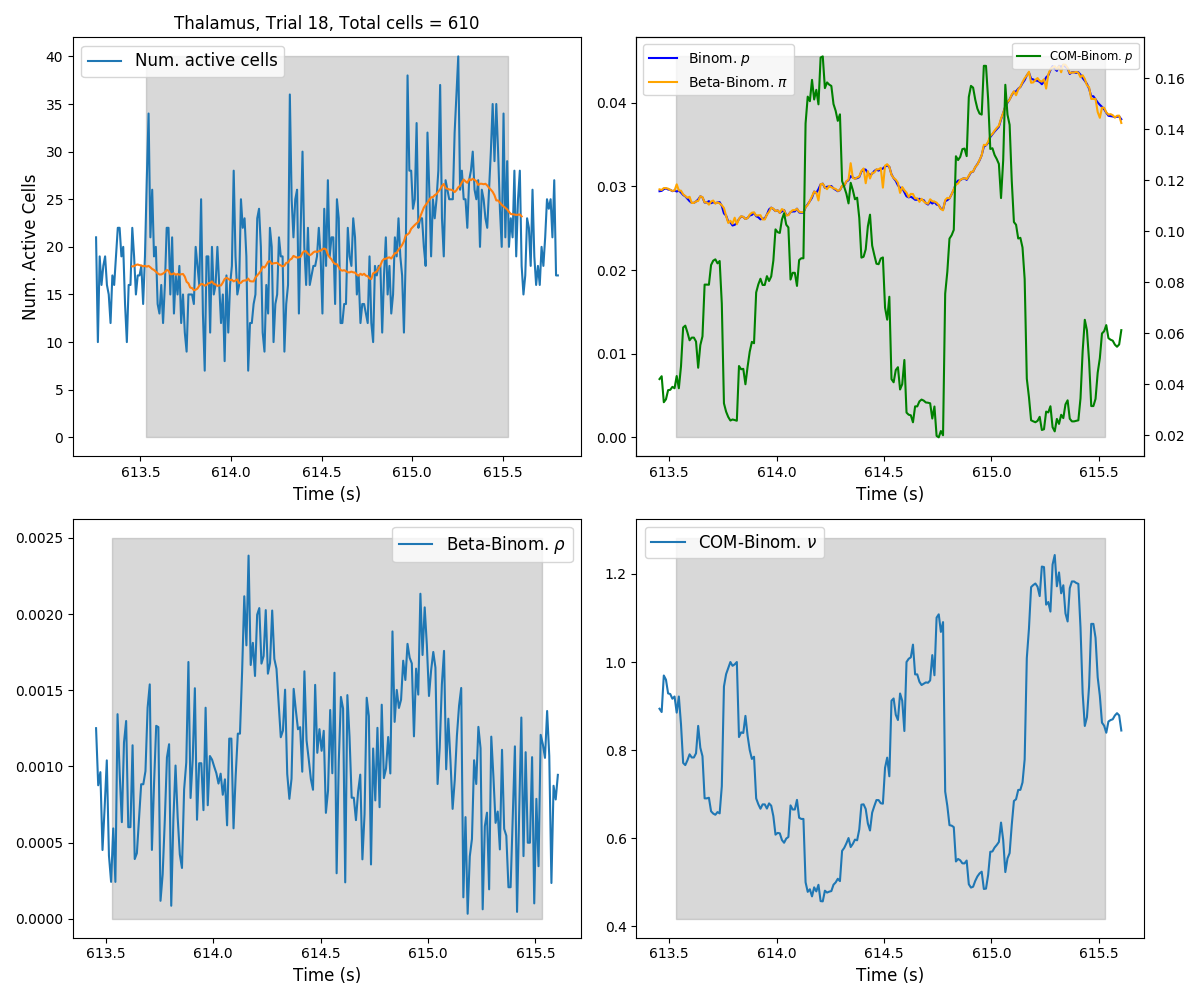 Thalamus, Trial 18, Total cells = 610
Num. active cells
Num. Active Cells
40
35
30
25
20
15
10
5
0
613.5 614.0 614.5 615.0 615.5
Time (s)
Binom. p
Beta-Binom. π
COM-Binom. p
0.04
0.03
0.02
0.01
0.00
0.16
0.14
0.12
0.10
0.08
0.06
0.04
0.02
613.5 614.0 614.5 615.0 615.5
Time (s)
Beta-Binom. ρ
0.0025
0.0020
0.0015
0.0010
0.0005
0.0000
613.5 614.0 614.5 615.0 615.5
Time (s)
COM-Binom. ν
1.2
1.0
0.8
0.6
0.4
613.5 614.0 614.5 615.0 615.5
Time (s)